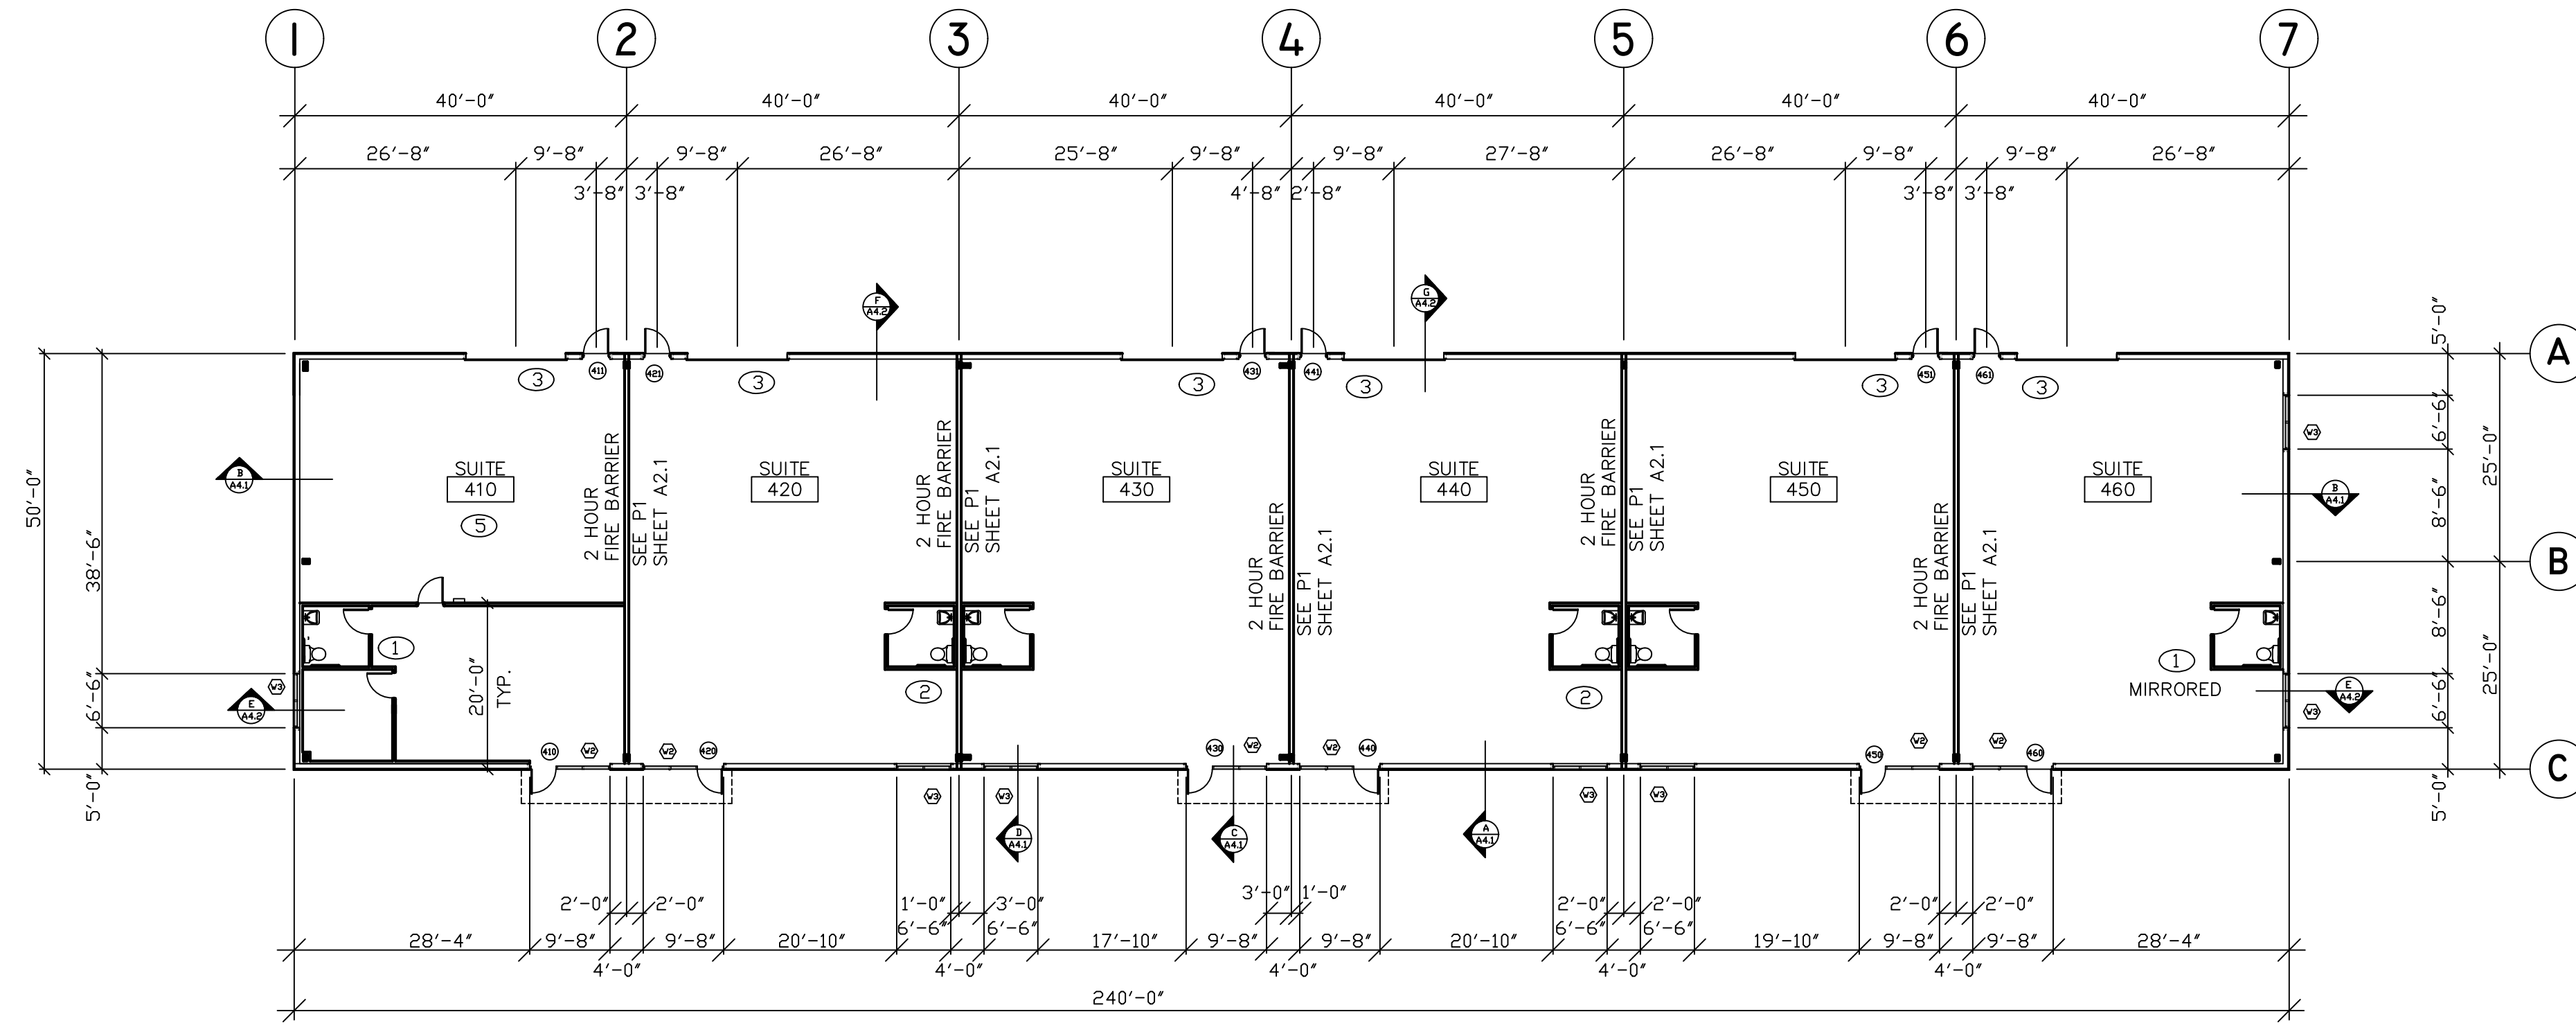 1 2 3 4 5 6 7
40'-0" 40'-0" 40'-0" 40'-0" 40'-0" 40'-0"
26'-8" 9'-8" 9'-8" 26'-8" 25'-8" 9'-8" 9'-8" 27'-8" 26'-8" 9'-8" 9'-8" 26'-8"
3'-8" 3'-8" 4'-8" 2'-8" 3'-8" 3'-8"
F
A4.2
G
A4.2
A
B
C
411 421 431 441 451 461
3 3 3 3 3 3
SUITE
410
5
SUITE
420
SUITE
430
SUITE
440
SUITE
450
SUITE
460
2 HOUR
FIRE BARRIER
SEE P1
SHEET A2.1
2 HOUR
FIRE BARRIER
SEE P1
SHEET A2.1
2 HOUR
FIRE BARRIER
SEE P1
SHEET A2.1
2 HOUR
FIRE BARRIER
SEE P1
SHEET A2.1
2 HOUR
FIRE BARRIER
SEE P1
SHEET A2.1
B
A4.1
B
A4.1
50'-0"
38'-6"
6'-6"
5'-0"
5'-0"
6'-6"
8'-6"
8'-6"
6'-6"
5'-0"
25'-0"
25'-0"
W3
W3
W3
E
A4.2
E
A4.2
1
20'-0"
TYP.
2
2
1
MIRRORED
410 W2 W2 420 430 W2 W2 440 450 W2 W2 460
W3 W3 W3 W3
D
A4.1
C
A4.1
A
A4.1
2'-0" 2'-0" 1'-0" 3'-0" 3'-0" 1'-0" 2'-0" 2'-0" 2'-0" 2'-0"
6'-6" 6'-6" 6'-6" 6'-6"
28'-4" 9'-8" 9'-8" 20'-10" 17'-10" 9'-8" 9'-8" 20'-10" 19'-10" 9'-8" 9'-8" 28'-4"
4'-0" 4'-0" 4'-0" 4'-0" 4'-0"
240'-0"